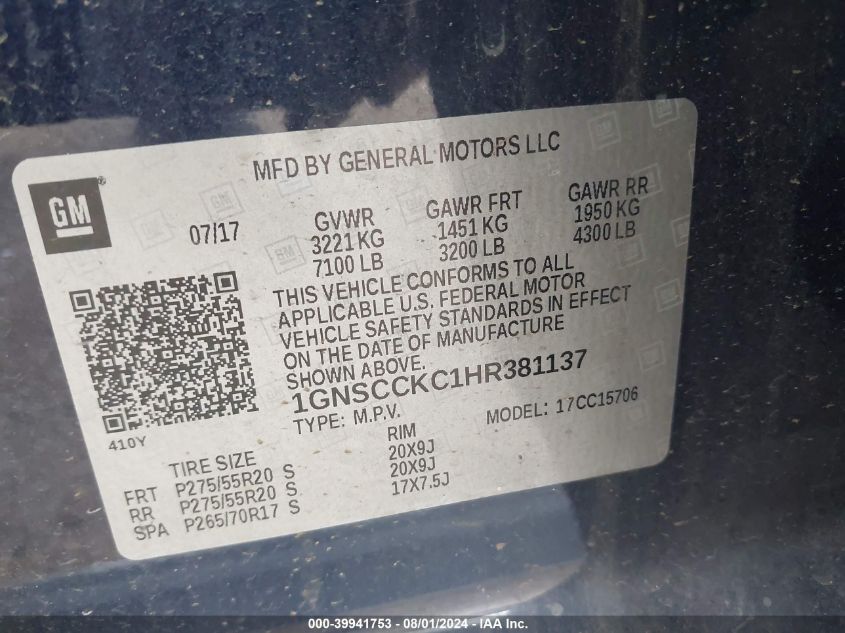 MFD BY GENERAL MOTORS LLC
GM ®
07/17
GVWR
3221 KG
7100 LB
GAWR FRT
1451 KG
3200 LB
GAWR RR
1950 KG
4300 LB
THIS VEHICLE CONFORMS TO ALL
APPLICABLE U.S. FEDERAL MOTOR
VEHICLE SAFETY STANDARDS IN EFFECT
ON THE DATE OF MANUFACTURE
SHOWN ABOVE.
1GNSCCKC1HR381137
TYPE: M.P.V. MODEL: 17CC15706
410Y
TIRE SIZE RIM
FRT P275/55R20 S 20X9J
RR P275/55R20 S 20X9J
SPA P265/70R17 S 17X7.5J
000-39941753 - 08/01/2024 - IAA Inc.